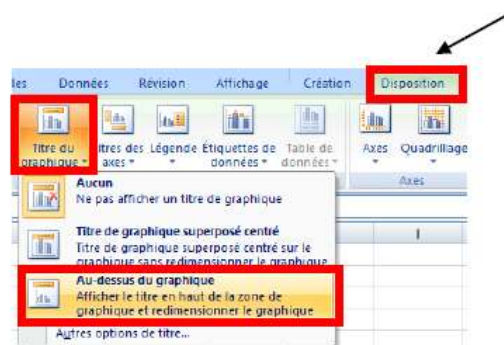 les Données Révision Affichage Création Disposition
Titre du graphique
Titres des axes
Légende
Étiquettes de données
Table de données
Axes
Quadrillage
Axes
Aucun
Ne pas afficher un titre de graphique
Titre de graphique superposé centré
Titre de graphique superposé centré sur le
graphique sans redimensionner le graphique
Au-dessus du graphique
Afficher le titre en haut de la zone de
graphique et redimensionner le graphique
Autres options de titre...
I